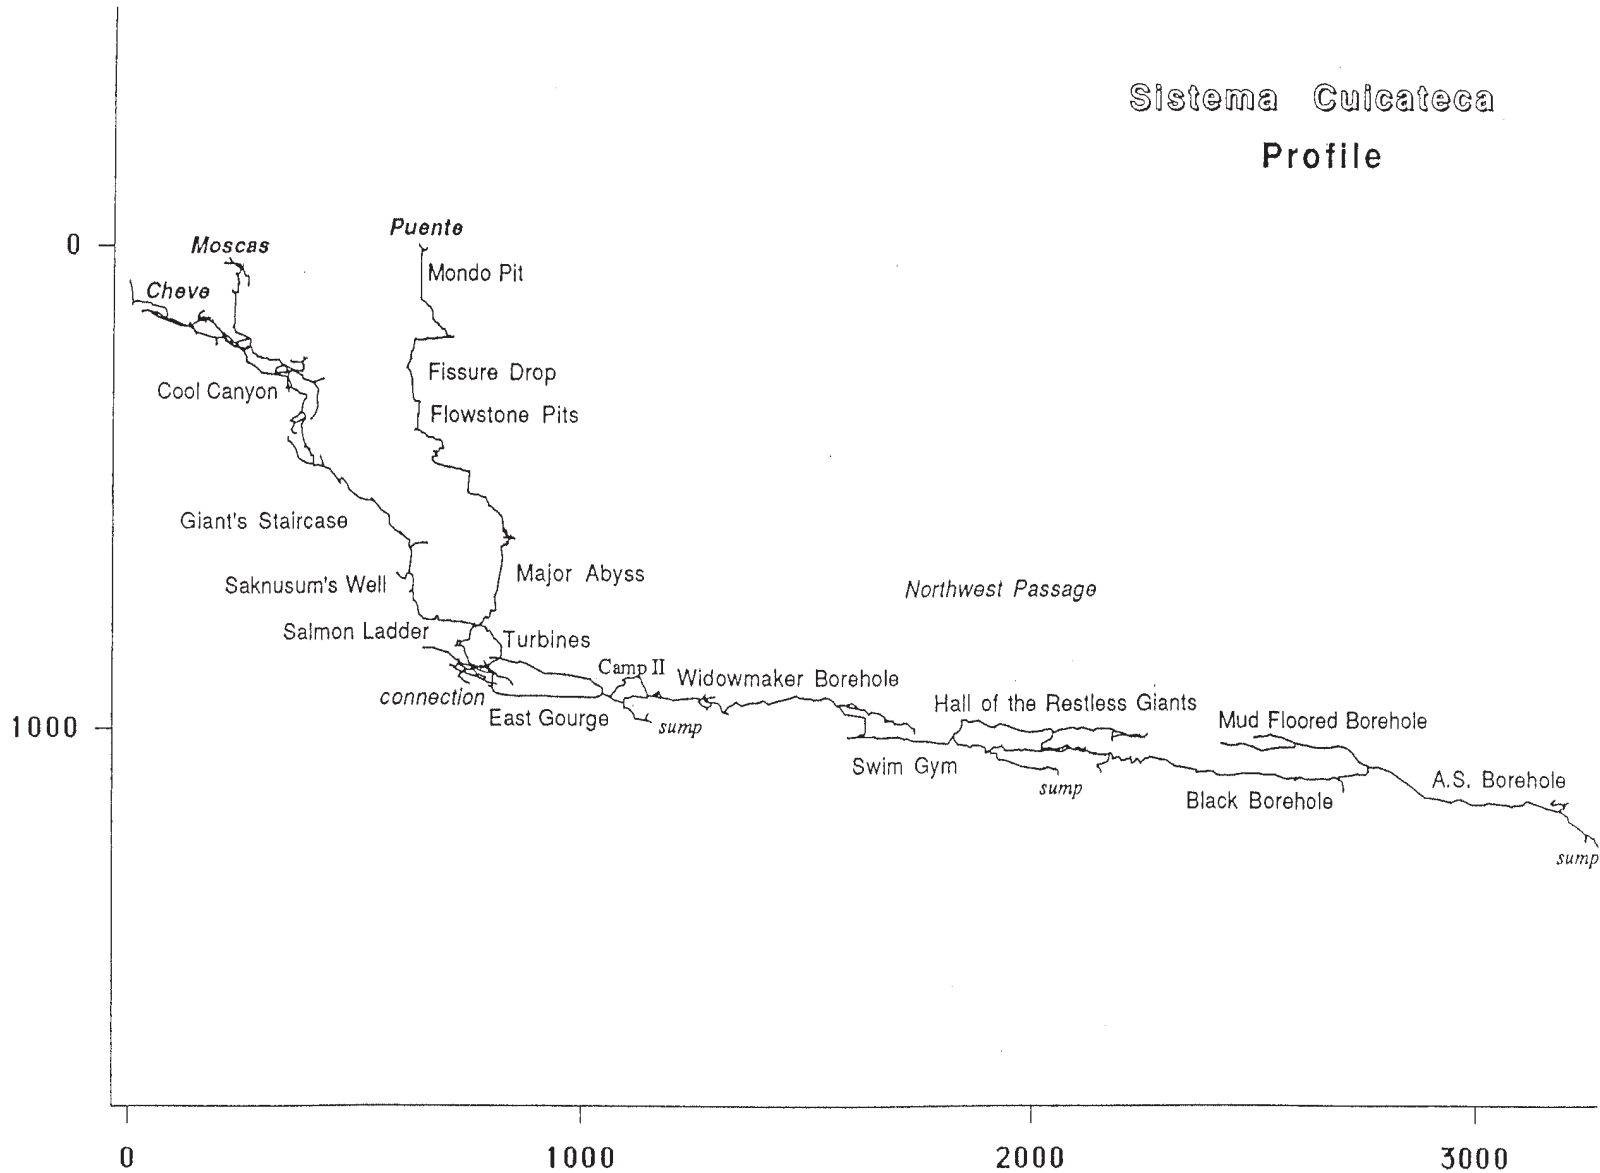 Sistema Cuicateca
Profile
Puente
0
Moscas
Mondo Pit
Cheve
Fissure Drop
Cool Canyon
Flowstone Pits
Giant's Staircase
Major Abyss
Saknusum's Well
Northwest Passage
Salmon Ladder
Turbines
Camp II
Widowmaker Borehole
connection
Hall of the Restless Giants
East Gourge
sump
Mud Floored Borehole
1000
Swim Gym
A.S. Borehole
sump
Black Borehole
sump
0
1000
2000
3000